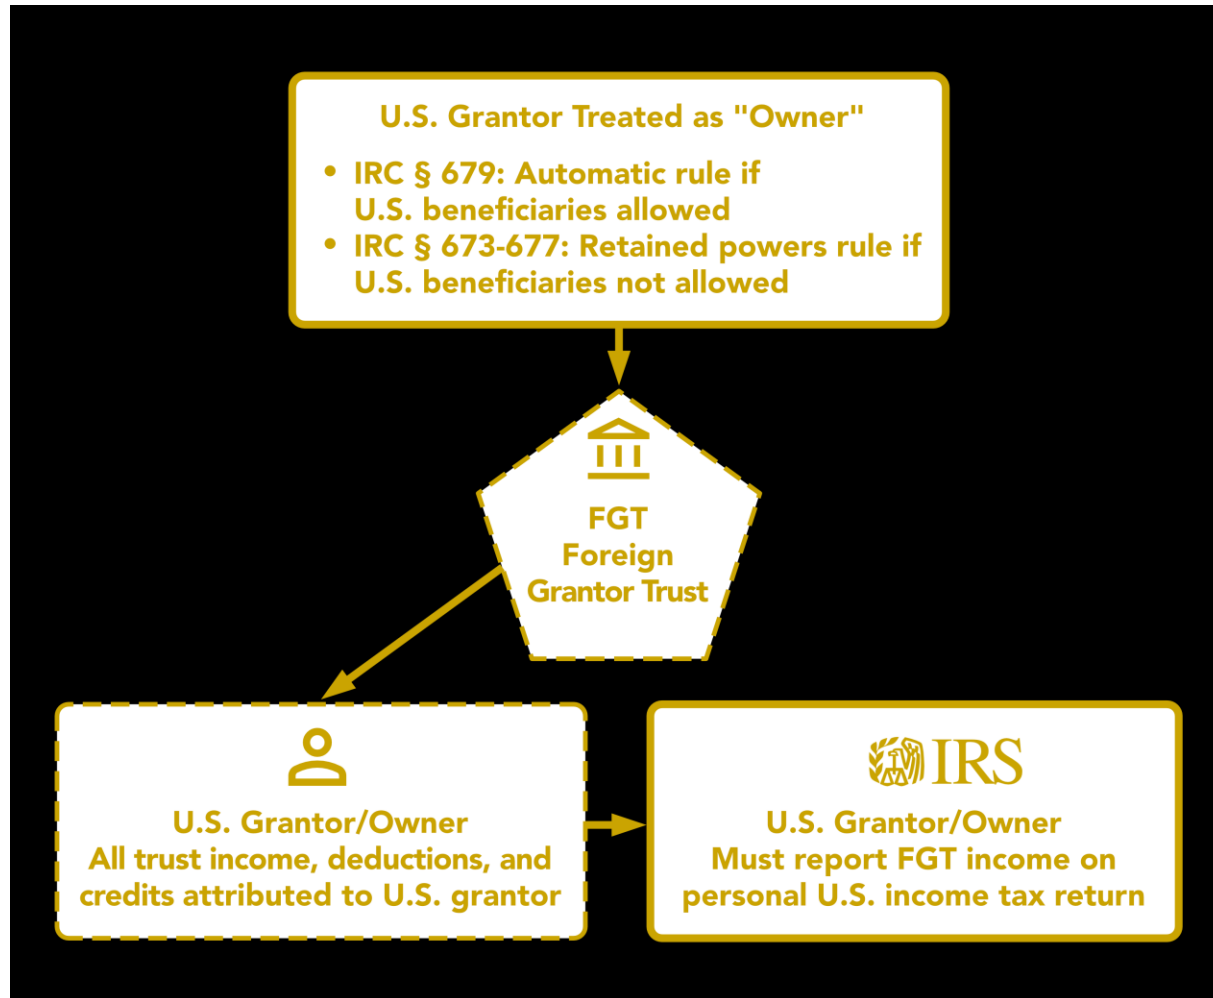 U.S. Grantor Treated as "Owner"
• IRC § 679: Automatic rule if
U.S. beneficiaries allowed
• IRC § 673-677: Retained powers rule if
U.S. beneficiaries not allowed
FGT
Foreign
Grantor Trust
U.S. Grantor/Owner
All trust income, deductions, and
credits attributed to U.S. grantor
IRS
U.S. Grantor/Owner
Must report FGT income on
personal U.S. income tax return